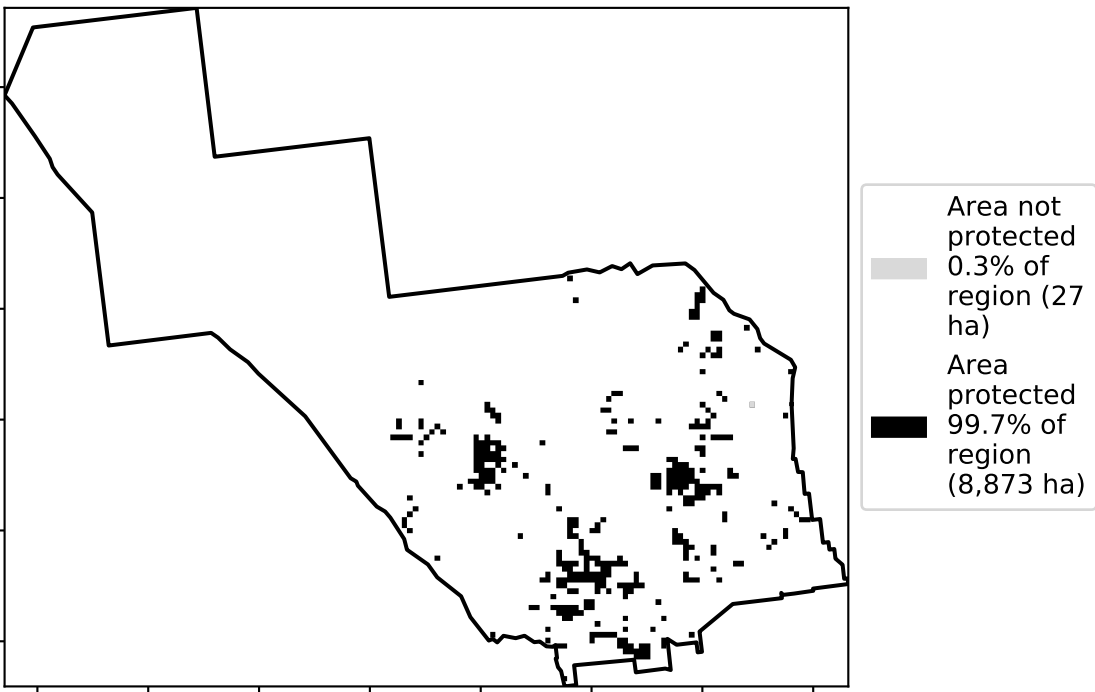 Area not
protected
0.3% of
region (27
ha)
Area
protected
99.7% of
region
(8,873 ha)